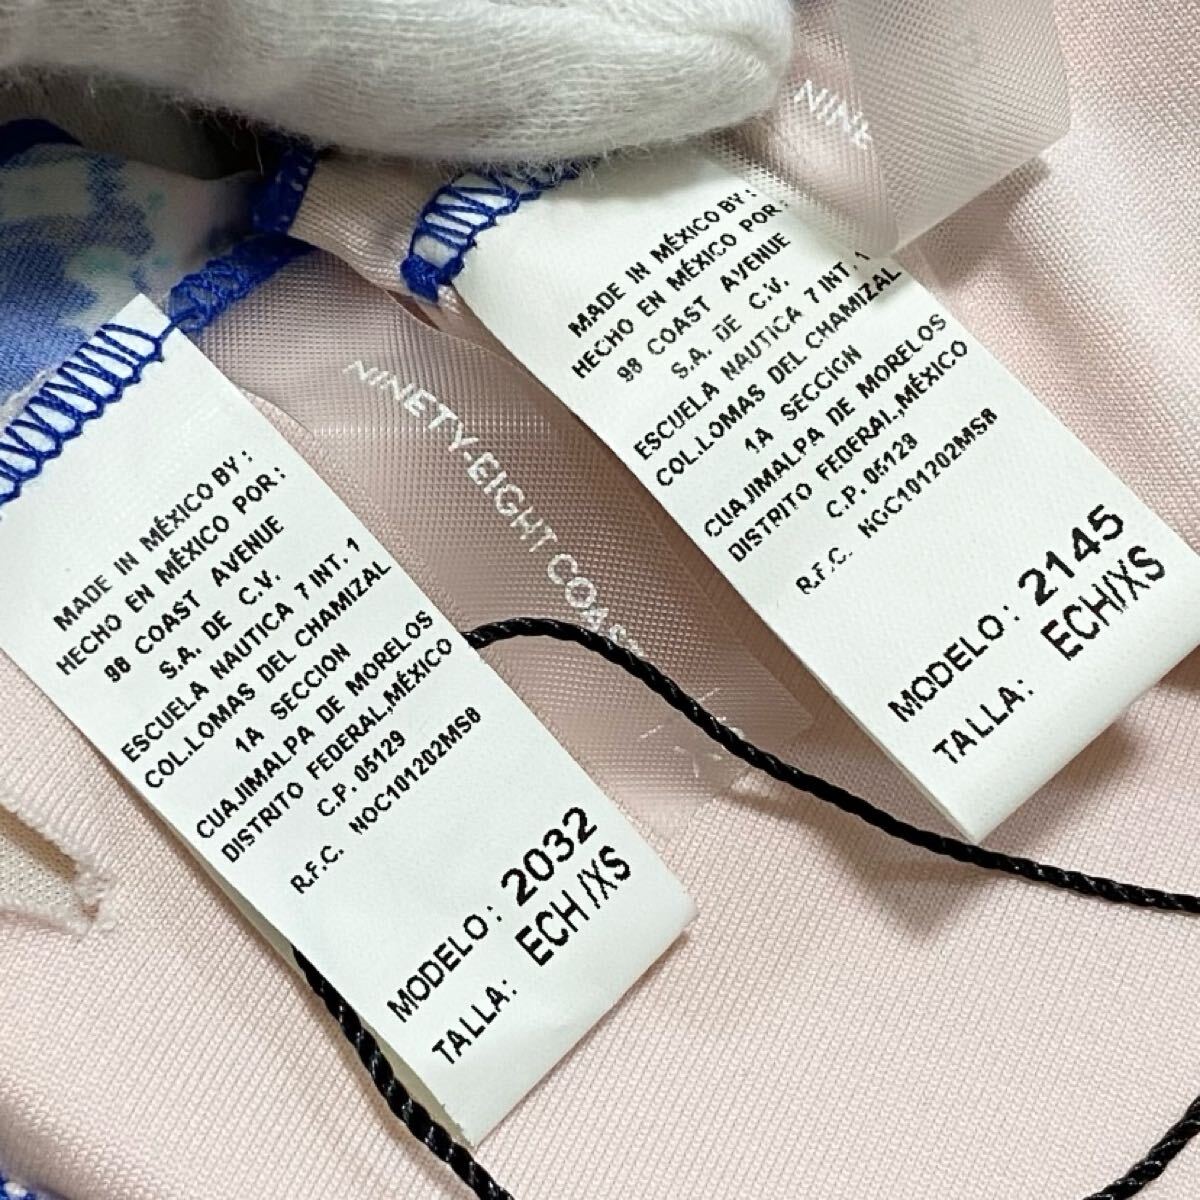 MADE IN MÉXICO BY:
HECHO EN MÉXICO POR:
98 COAST AVENUE
S.A. DE C.V.
ESCUELA NAUTICA 7 INT. 1
COL.LOMAS DEL CHAMIZAL
1A SECCION
CUAJIMALPA DE MORELOS
DISTRITO FEDERAL,MÉXICO
C.P. 05129
R.F.C. NOC101202MS8
MODELO: 2032
TALLA: ECH/XS
NINETY-EIGHT COAST
MADE IN MÉXICO BY:
HECHO EN MÉXICO POR:
98 COAST AVENUE
S.A. DE C.V.
ESCUELA NAUTICA 7 INT. 1
COL.LOMAS DEL CHAMIZAL
1A SECCION
CUAJIMALPA DE MORELOS
DISTRITO FEDERAL,MÉXICO
C.P. 05129
R.F.C. NOC101202MS8
MODELO: 2145
TALLA: ECH/XS
NINE